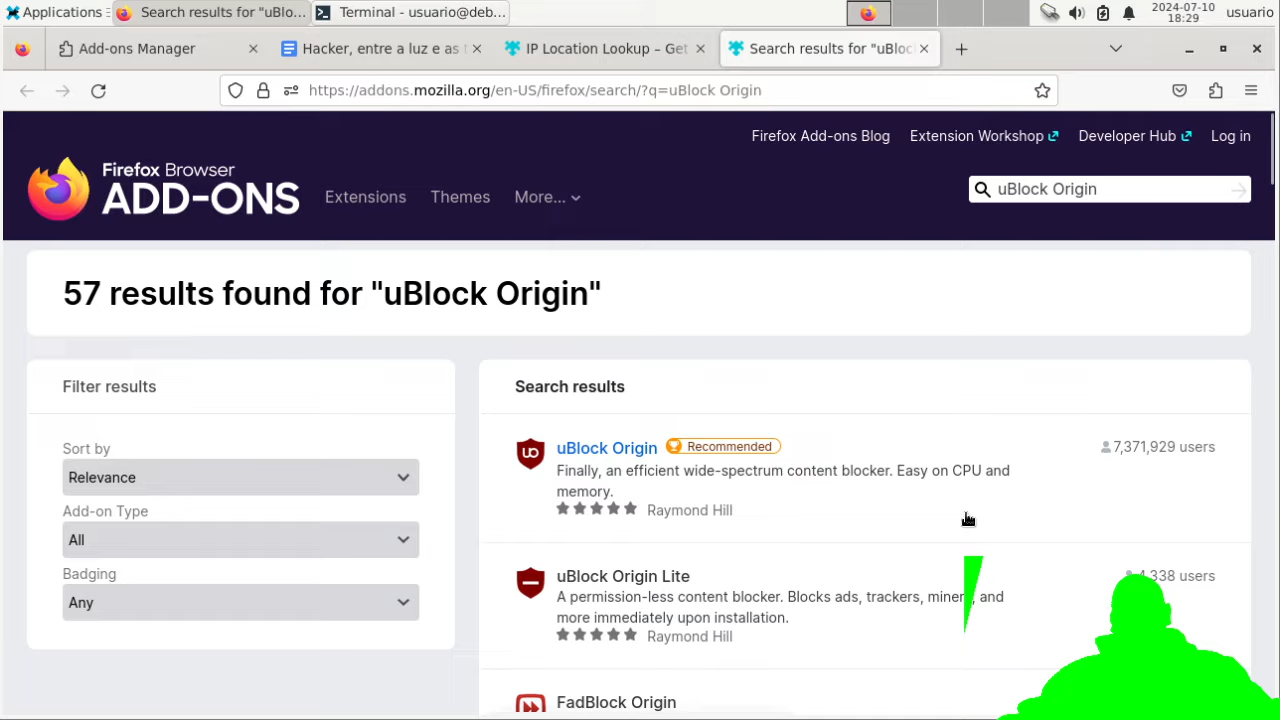 Applications
Search results for "uBlo...
Terminal - usuario@deb...
2024-07-10
18:29
usuario
Add-ons Manager
Hacker, entre a luz e as t
IP Location Lookup – Get
Search results for "uBloc
https://addons.mozilla.org/en-US/firefox/search/?q=uBlock Origin
Firefox Add-ons Blog
Extension Workshop
Developer Hub
Log in
Firefox Browser
ADD-ONS
Extensions
Themes
More...
uBlock Origin
57 results found for "uBlock Origin"
Filter results
Sort by
Relevance
Add-on Type
All
Badging
Any
Search results
uBlock Origin
Recommended
7,371,929 users
Finally, an efficient wide-spectrum content blocker. Easy on CPU and
memory.
Raymond Hill
uBlock Origin Lite
338 users
A permission-less content blocker. Blocks ads, trackers, miners, and
more immediately upon installation.
Raymond Hill
FadBlock Origin